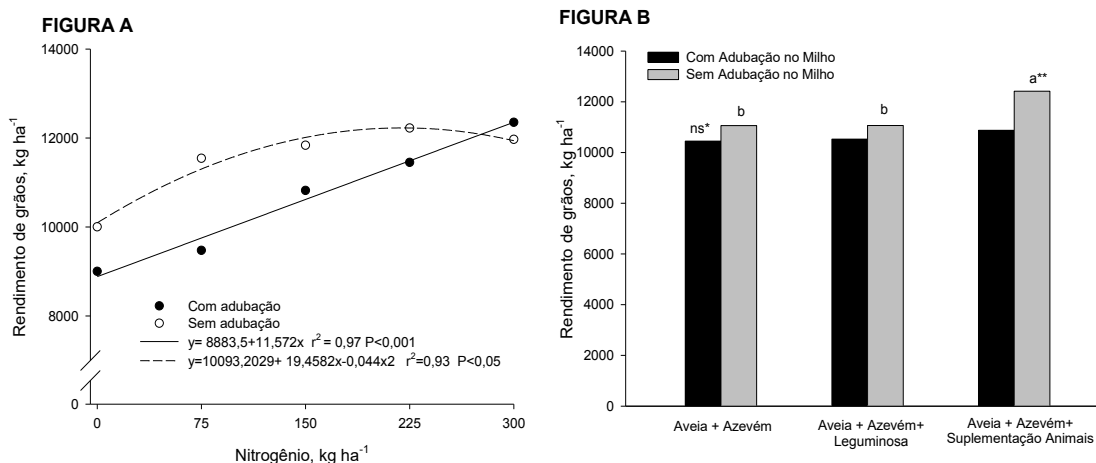 FIGURA A
Rendimento de grãos, kg ha-1
14000
12000
10000
8000
0
Com adubação
Sem adubação
y= 8883,5+11,572x r2 = 0,97 P<0,001
y=10093,2029+ 19,4582x-0,044x2 r2=0,93 P<0,05
0 75 150 225 300
Nitrogênio, kg ha-1
FIGURA B
Rendimento de grãos, kg ha-1
14000
12000
10000
8000
6000
4000
2000
0
Com Adubação no Milho
Sem Adubação no Milho
ns* b b a**
Aveia + Azevém
Aveia + Azevém+
Leguminosa
Aveia + Azevém+
Suplementação Animais